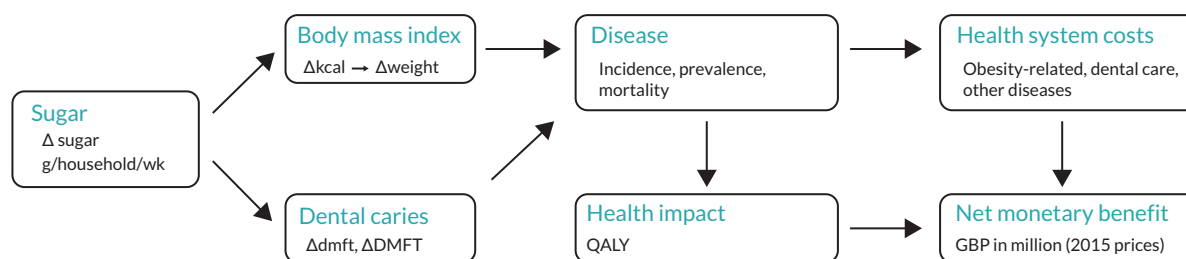 Sugar
Δ sugar
g/household/wk
Body mass index
Δkcal → Δweight
Dental caries
Δdmft, ΔDMFT
Disease
Incidence, prevalence,
mortality
Health impact
QALY
Health system costs
Obesity-related, dental care,
other diseases
Net monetary benefit
GBP in million (2015 prices)